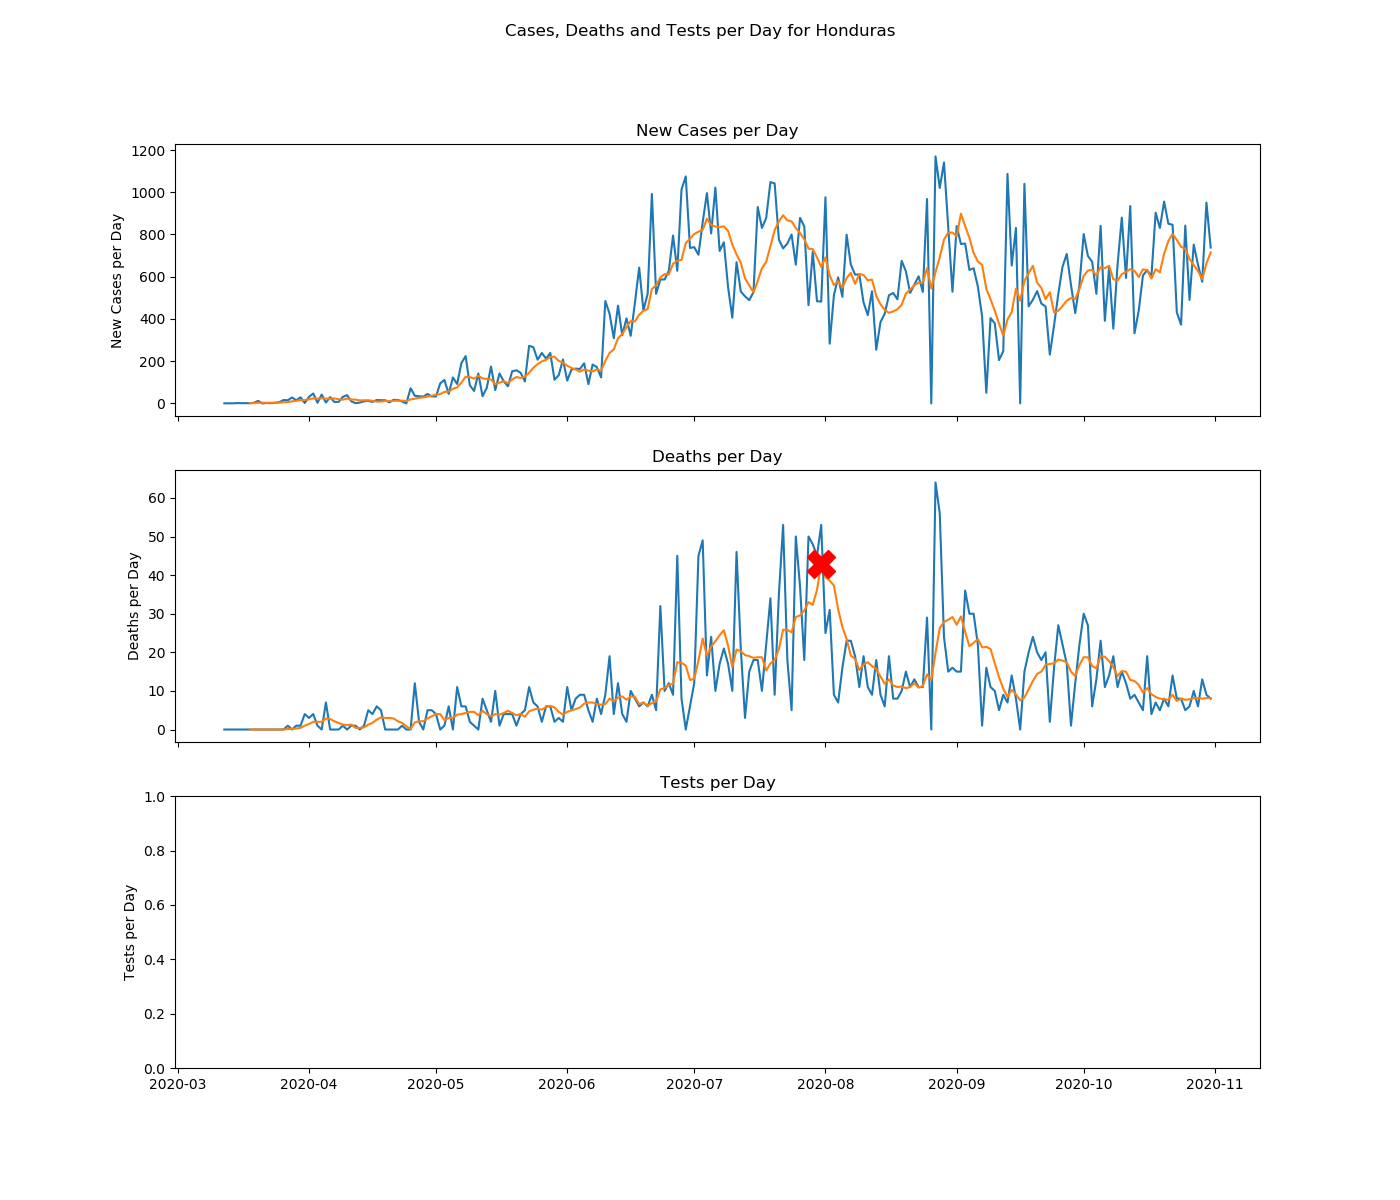 Cases, Deaths and Tests per Day for Honduras
New Cases per Day
New Cases per Day
1200
1000
800
600
400
200
0
Deaths per Day
Deaths per Day
60
50
40
30
20
10
0
Tests per Day
Tests per Day
1.0
0.8
0.6
0.4
0.2
0.0
2020-03 2020-04 2020-05 2020-06 2020-07 2020-08 2020-09 2020-10 2020-11